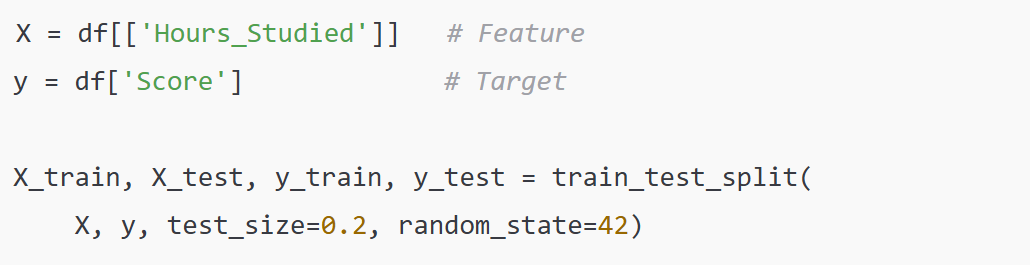 X = df[['Hours_Studied']]   # Feature
y = df['Score']             # Target
X_train, X_test, y_train, y_test = train_test_split(
    X, y, test_size=0.2, random_state=42)